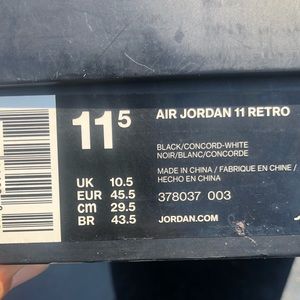 11⁵
AIR JORDAN 11 RETRO
BLACK/CONCORD-WHITE
NOIR/BLANC/CONCORDE
MADE IN CHINA / FABRIQUE EN CHINE /
HECHO EN CHINA
UK 10.5
EUR 45.5
cm 29.5
BR 43.5
378037 003
JORDAN.COM